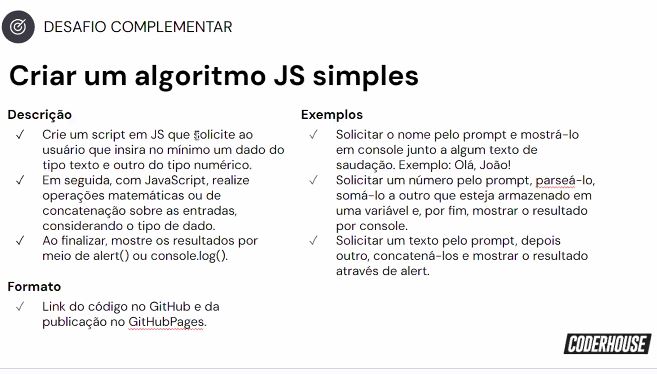 DESAFIO COMPLEMENTAR
Criar um algoritmo JS simples
Descrição
✓ Crie um script em JS que solicite ao
usuário que insira no mínimo um dado do
tipo texto e outro do tipo numérico.
✓ Em seguida, com JavaScript, realize
operações matemáticas ou de
concatenação sobre as entradas,
considerando o tipo de dado.
✓ Ao finalizar, mostre os resultados por
meio de alert() ou console.log().
Formato
✓ Link do código no GitHub e da
publicação no GitHubPages.
Exemplos
✓ Solicitar o nome pelo prompt e mostrá-lo
em console junto a algum texto de
saudação. Exemplo: Olá, João!
✓ Solicitar um número pelo prompt, parseá-lo,
somá-lo a outro que esteja armazenado em
uma variável e, por fim, mostrar o resultado
por console.
✓ Solicitar um texto pelo prompt, depois
outro, concatená-los e mostrar o resultado
através de alert.
CODERHOUSE